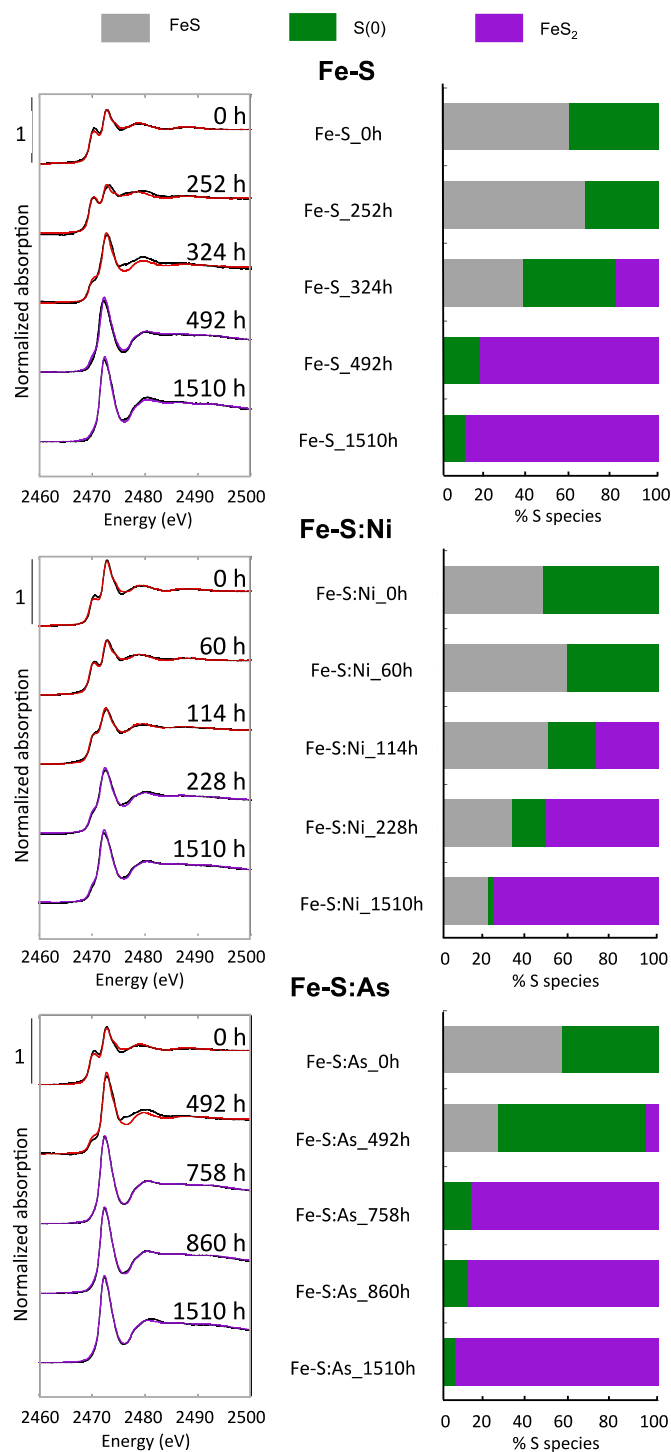 FeS S(0) FeS₂
Fe-S
1
Normalized absorption
0 h
252 h
324 h
492 h
1510 h
2460 2470 2480 2490 2500
Energy (eV)
Fe-S_0h
Fe-S_252h
Fe-S_324h
Fe-S_492h
Fe-S_1510h
0 20 40 60 80 100
% S species
Fe-S:Ni
1
Normalized absorption
0 h
60 h
114 h
228 h
1510 h
2460 2470 2480 2490 2500
Energy (eV)
Fe-S:Ni_0h
Fe-S:Ni_60h
Fe-S:Ni_114h
Fe-S:Ni_228h
Fe-S:Ni_1510h
0 20 40 60 80 100
% S species
Fe-S:As
1
Normalized absorption
0 h
492 h
758 h
860 h
1510 h
2460 2470 2480 2490 2500
Energy (eV)
Fe-S:As_0h
Fe-S:As_492h
Fe-S:As_758h
Fe-S:As_860h
Fe-S:As_1510h
0 20 40 60 80 100
% S species